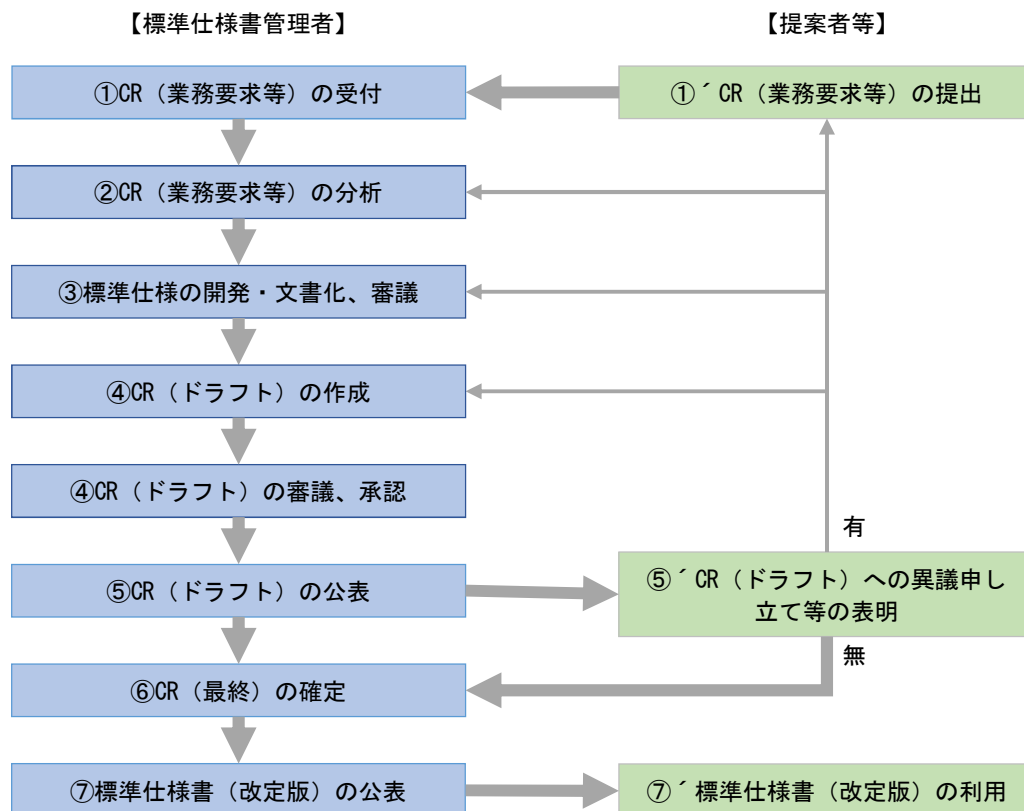 【標準仕様書管理者】
【提案者等】
①CR（業務要求等）の受付
①´CR（業務要求等）の提出
②CR（業務要求等）の分析
③標準仕様の開発・文書化、審議
④CR（ドラフト）の作成
④CR（ドラフト）の審議、承認
有
⑤CR（ドラフト）の公表
⑤´CR（ドラフト）への異議申し
立て等の表明
無
⑥CR（最終）の確定
⑦標準仕様書（改定版）の公表
⑦´標準仕様書（改定版）の利用